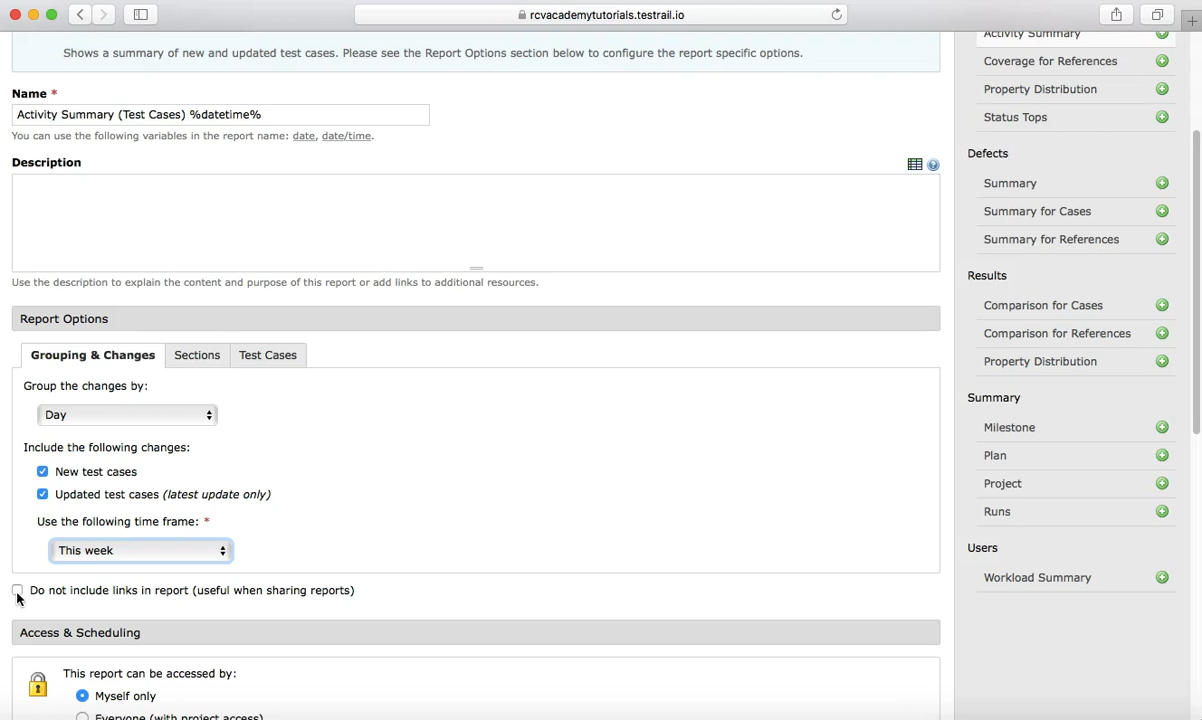 rcvacademytutorials.testrail.io
Shows a summary of new and updated test cases. Please see the Report Options section below to configure the report specific options.
Name *
Activity Summary (Test Cases) %datetime%
You can use the following variables in the report name: date, date/time.
Description
Use the description to explain the content and purpose of this report or add links to additional resources.
Report Options
Grouping & Changes Sections Test Cases
Group the changes by:
Day
Include the following changes:
New test cases
Updated test cases (latest update only)
Use the following time frame: *
This week
Do not include links in report (useful when sharing reports)
Access & Scheduling
This report can be accessed by:
Myself only
Everyone (with project access)
Activity Summary
Coverage for References
Property Distribution
Status Tops
Defects
Summary
Summary for Cases
Summary for References
Results
Comparison for Cases
Comparison for References
Property Distribution
Summary
Milestone
Plan
Project
Runs
Users
Workload Summary